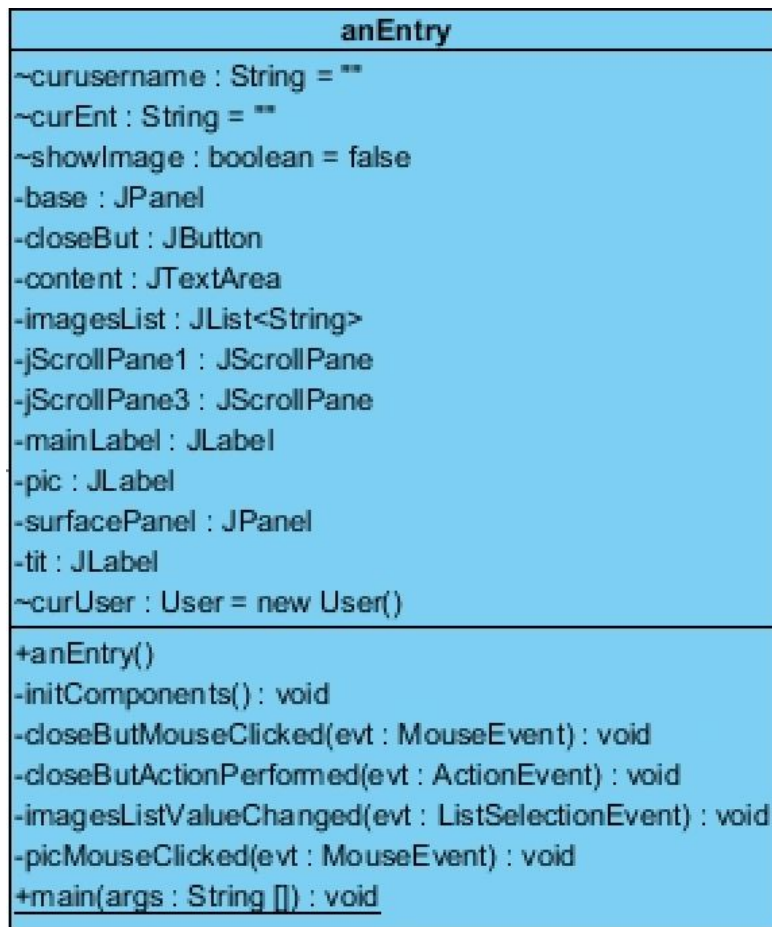 anEntry
~curusername : String = ""
~curEnt : String = ""
~showImage : boolean = false
-base : JPanel
-closeBut : JButton
-content : JTextArea
-imagesList : JList<String>
-jScrollPane1 : JScrollPane
-jScrollPane3 : JScrollPane
-mainLabel : JLabel
-pic : JLabel
-surfacePanel : JPanel
-tit : JLabel
~curUser : User = new User()
+anEntry()
-initComponents() : void
-closeButMouseClicked(evt : MouseEvent) : void
-closeButActionPerformed(evt : ActionEvent) : void
-imagesListValueChanged(evt : ListSelectionEvent) : void
-picMouseClicked(evt : MouseEvent) : void
+main(args : String []) : void